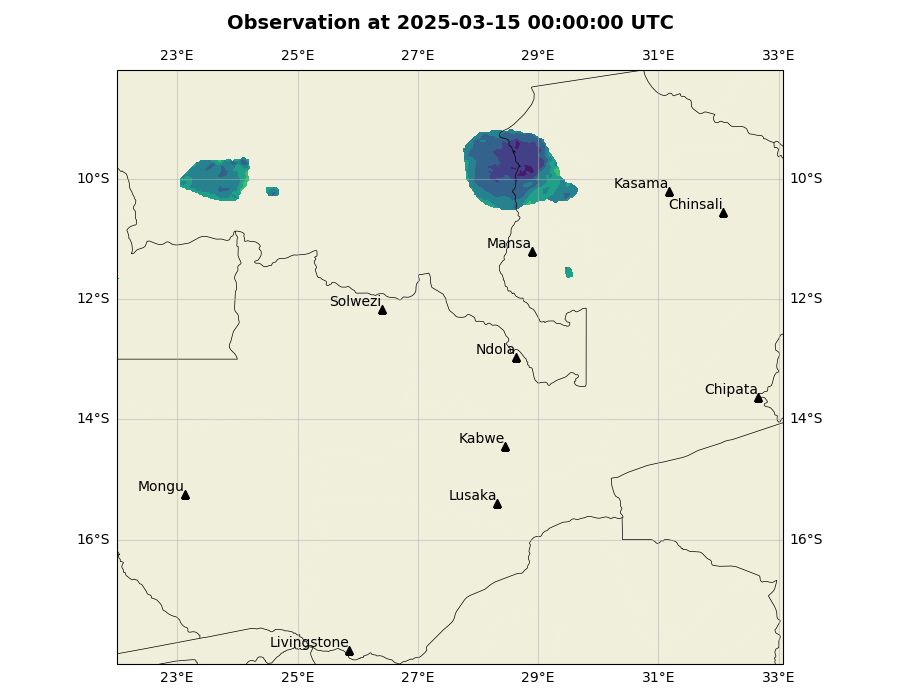 Observation at 2025-03-15 00:00:00 UTC
23°E 25°E 27°E 29°E 31°E 33°E
10°S 10°S
Kasama
Chinsali
Mansa
12°S 12°S
Solwezi
Ndola
Chipata
14°S 14°S
Kabwe
Mongu
Lusaka
16°S 16°S
Livingstone
23°E 25°E 27°E 29°E 31°E 33°E